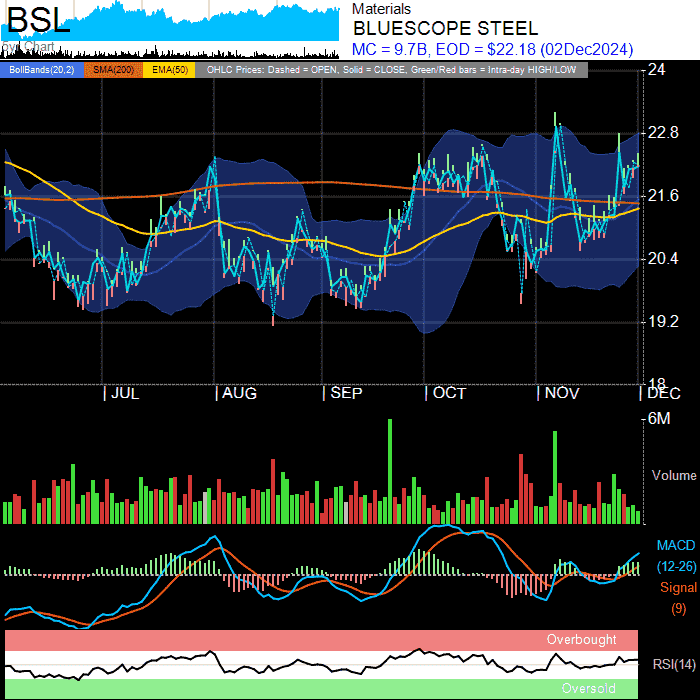 BSL
Materials
BLUESCOPE STEEL
MC = 9.7B, EOD = $22.18 (02Dec2024)
Chart
BollBands(20,2) SMA(200) EMA(50) OHLC Prices: Dashed = OPEN, Solid = CLOSE, Green/Red bars = Intra-day HIGH/LOW
24
22.8
21.6
20.4
19.2
18
JUL AUG SEP OCT NOV DEC
6M
Volume
MACD
(12-26)
Signal
(9)
Overbought
RSI(14)
Oversold